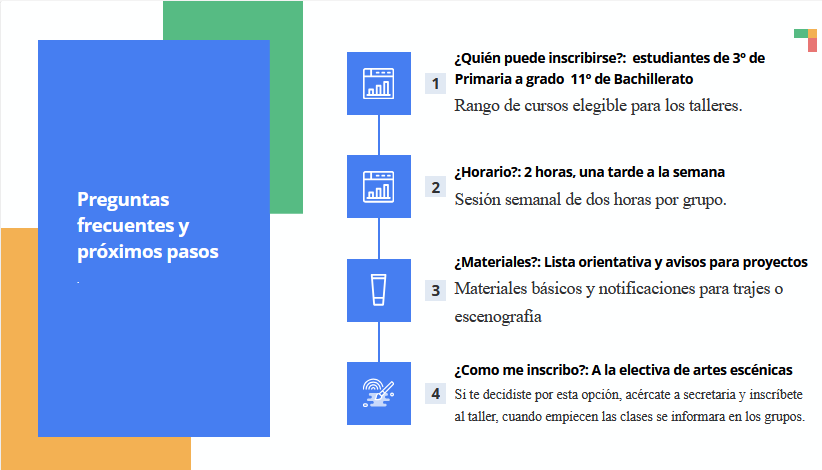 Preguntas
frecuentes y
próximos pasos
.
1
¿Quién puede inscribirse?: estudiantes de 3º de
Primaria a grado 11º de Bachillerato
Rango de cursos elegible para los talleres.
2
¿Horario?: 2 horas, una tarde a la semana
Sesión semanal de dos horas por grupo.
3
¿Materiales?: Lista orientativa y avisos para proyectos
Materiales básicos y notificaciones para trajes o
escenografía
4
¿Como me inscribo?: A la electiva de artes escénicas
Si te decidiste por esta opción, acércate a secretaria y inscríbete
al taller, cuando empiecen las clases se informara en los grupos.